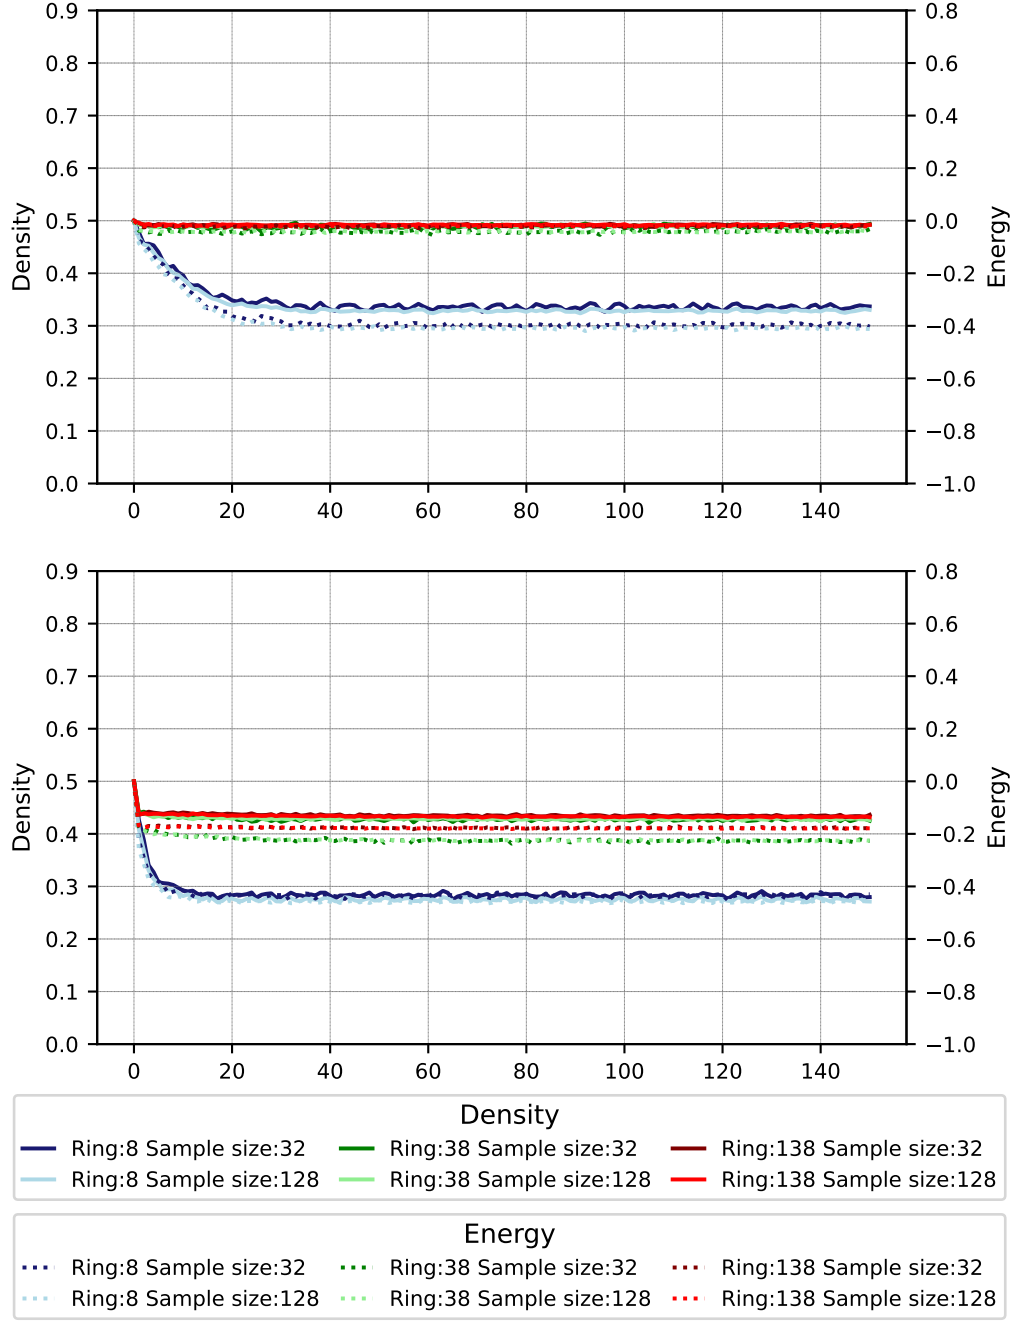 0.9 0.8
0.8 0.6
0.7 0.4
0.6 0.2
0.5 0.0
0.4 −0.2
0.3 −0.4
0.2 −0.6
0.1 −0.8
0.0 −1.0
Density
Energy
0 20 40 60 80 100 120 140
0.9 0.8
0.8 0.6
0.7 0.4
0.6 0.2
0.5 0.0
0.4 −0.2
0.3 −0.4
0.2 −0.6
0.1 −0.8
0.0 −1.0
Density
Energy
0 20 40 60 80 100 120 140
Density
Ring:8 Sample size:32 Ring:38 Sample size:32 Ring:138 Sample size:32
Ring:8 Sample size:128 Ring:38 Sample size:128 Ring:138 Sample size:128
Energy
Ring:8 Sample size:32 Ring:38 Sample size:32 Ring:138 Sample size:32
Ring:8 Sample size:128 Ring:38 Sample size:128 Ring:138 Sample size:128